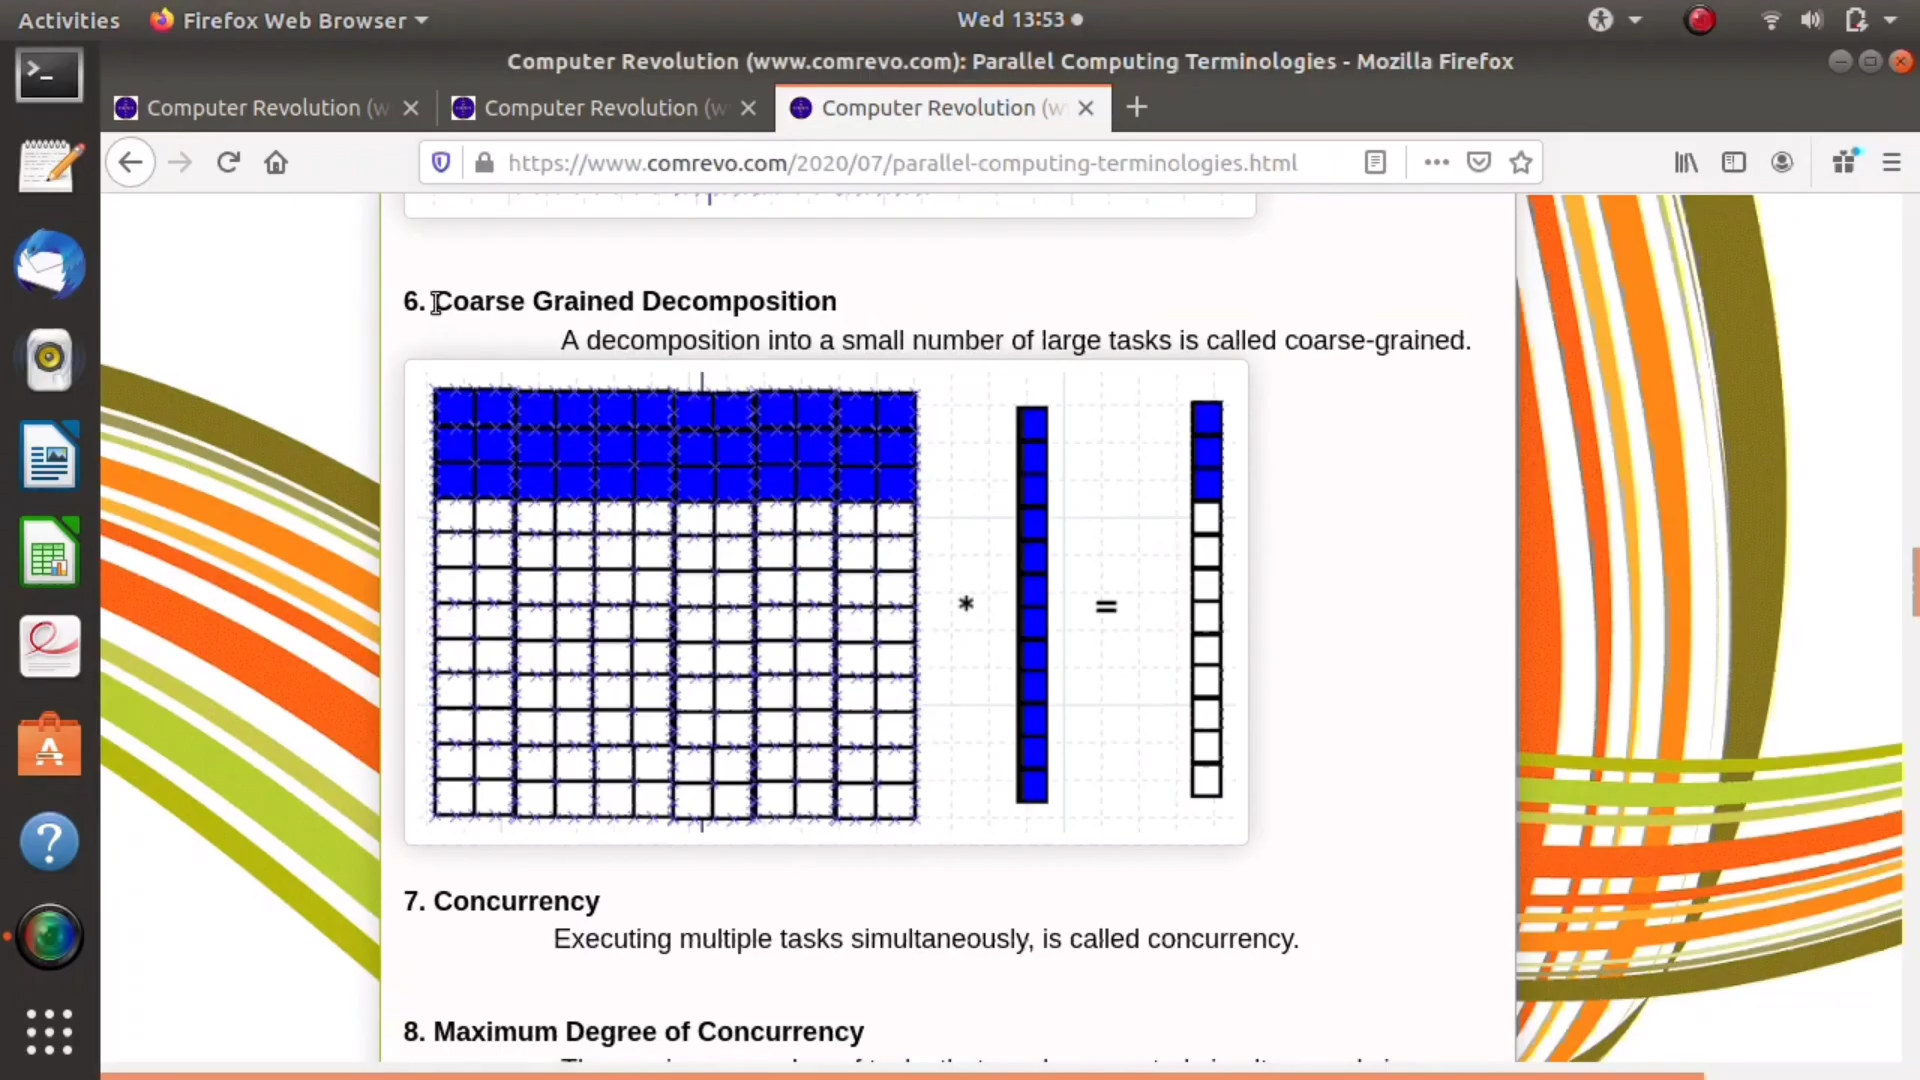 Activities
Firefox Web Browser
Wed 13:53
Computer Revolution (www.comrevo.com): Parallel Computing Terminologies - Mozilla Firefox
Computer Revolution (w
Computer Revolution (w
Computer Revolution (w
https://www.comrevo.com/2020/07/parallel-computing-terminologies.html
6. Coarse Grained Decomposition
A decomposition into a small number of large tasks is called coarse-grained.
* =
7. Concurrency
Executing multiple tasks simultaneously, is called concurrency.
8. Maximum Degree of Concurrency